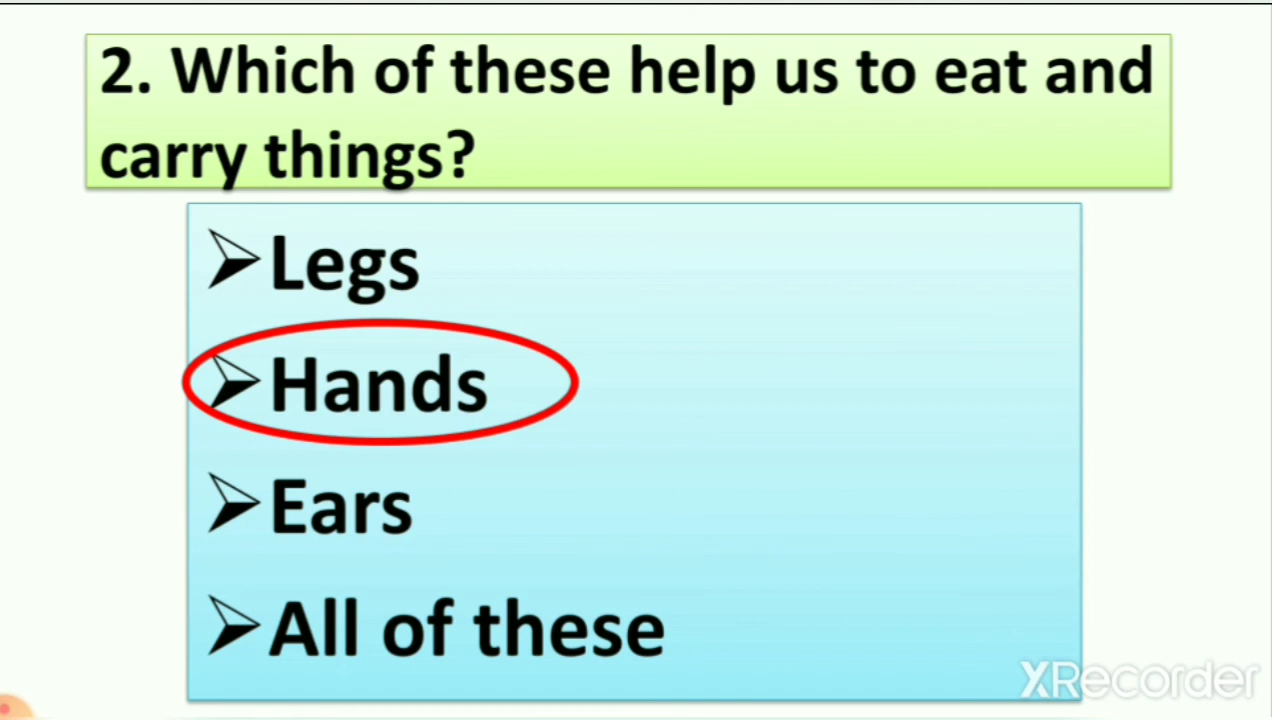 2. Which of these help us to eat and
carry things?
Legs
Hands
Ears
All of these
XRecorder